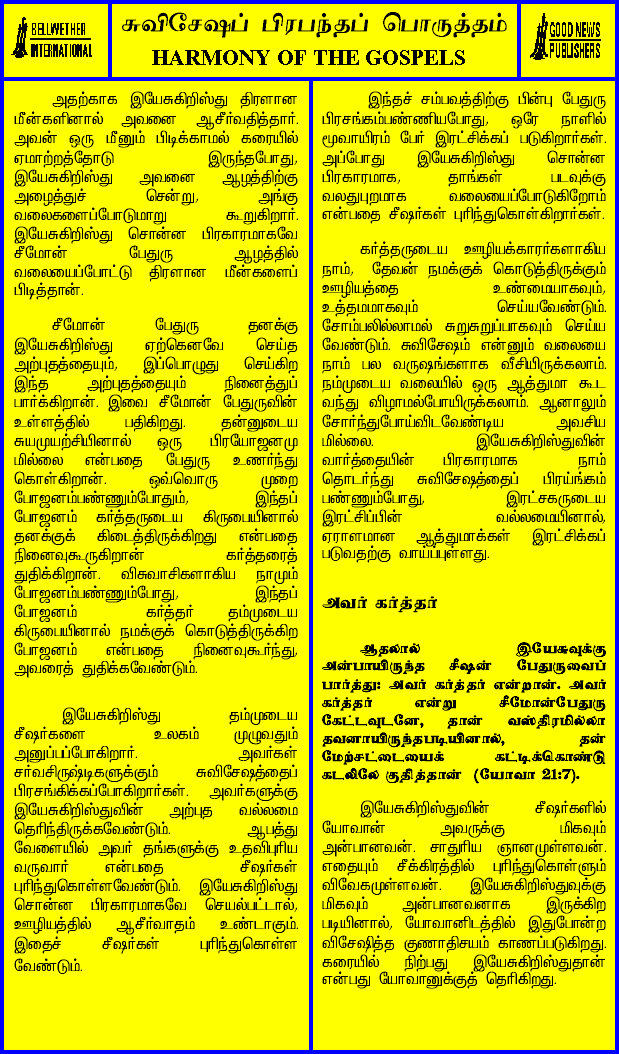 BELLWETHER
INTERNATIONAL
சுவிசேஷப் பிரபந்தப் பொருத்தம்
HARMONY OF THE GOSPELS
GOOD NEWS
PUBLISHERS
அதற்காக இயேசுகிறிஸ்து திரளான
மீன்களினால் அவனை ஆசீர்வதித்தார்.
அவன் ஒரு மீனும் பிடிக்காமல் கரையில்
ஏமாற்றத்தோடு இருந்தபோது,
இயேசுகிறிஸ்து அவனை ஆழத்திற்கு
அழைத்துச் சென்று, அங்கு
வலைகளைப்போடுமாறு கூறுகிறார்.
இயேசுகிறிஸ்து சொன்ன பிரகாரமாகவே
சீமோன் பேதுரு ஆழத்தில்
வலையைப்போட்டு திரளான மீன்களைப்
பிடித்தான்.
சீமோன் பேதுரு தனக்கு
இயேசுகிறிஸ்து ஏற்கெனவே செய்த
அற்புதத்தையும், இப்பொழுது செய்கிற
இந்த அற்புதத்தையும் நினைத்துப்
பார்க்கிறான். இவை சீமோன் பேதுருவின்
உள்ளத்தில் பதிகிறது. தன்னுடைய
சுயமுயற்சியினால் ஒரு பிரயோஜனமு
மில்லை என்பதை பேதுரு உணர்ந்து
கொள்கிறான். ஒவ்வொரு முறை
போஜனம்பண்ணும்போதும், இந்தப்
போஜனம் கர்த்தருடைய கிருபையினால்
தனக்குக் கிடைத்திருக்கிறது என்பதை
நினைவுகூருகிறான் கர்த்தரைத்
துதிக்கிறான். விசுவாசிகளாகிய நாமும்
போஜனம்பண்ணும்போது, இந்தப்
போஜனம் கர்த்தர் தம்முடைய
கிருபையினால் நமக்குக் கொடுத்திருக்கிற
போஜனம் என்பதை நினைவுகூர்ந்து,
அவரைத் துதிக்கவேண்டும்.
இயேசுகிறிஸ்து தம்முடைய
சீஷர்களை உலகம் முழுவதும்
அனுப்பப்போகிறார். அவர்கள்
சர்வசிருஷ்டிகளுக்கும் சுவிசேஷத்தைப்
பிரசங்கிக்கப்போகிறார்கள். அவர்களுக்கு
இயேசுகிறிஸ்துவின் அற்புத வல்லமை
தெரிந்திருக்கவேண்டும். ஆபத்து
வேளையில் அவர் தங்களுக்கு உதவிபுரிய
வருவார் என்பதை சீஷர்கள்
புரிந்துகொள்ளவேண்டும். இயேசுகிறிஸ்து
சொன்ன பிரகாரமாகவே செயல்பட்டால்,
ஊழியத்தில் ஆசீர்வாதம் உண்டாகும்.
இதைச் சீஷர்கள் புரிந்துகொள்ள
வேண்டும்.
இந்தச் சம்பவத்திற்கு பின்பு பேதுரு
பிரசங்கம்பண்ணியபோது, ஒரே நாளில்
மூவாயிரம் பேர் இரட்சிக்கப் படுகிறார்கள்.
அப்போது இயேசுகிறிஸ்து சொன்ன
பிரகாரமாக, தாங்கள் படவுக்கு
வலதுபுறமாக வலையைப்போடுகிறோம்
என்பதை சீஷர்கள் புரிந்துகொள்கிறார்கள்.
கர்த்தருடைய ஊழியக்காரர்களாகிய
நாம், தேவன் நமக்குக் கொடுத்திருக்கும்
ஊழியத்தை உண்மையாகவும்,
உத்தமமாகவும் செய்யவேண்டும்.
சோம்பலில்லாமல் சுறுசுறுப்பாகவும் செய்ய
வேண்டும். சுவிசேஷம் என்னும் வலையை
நாம் பல வருஷங்களாக வீசியிருக்கலாம்.
நம்முடைய வலையில் ஒரு ஆத்துமா கூட
வந்து விழாமல்போயிருக்கலாம். ஆனாலும்
சோர்ந்துபோய்விடவேண்டிய அவசிய
மில்லை. இயேசுகிறிஸ்துவின்
வார்த்தையின் பிரகாரமாக நாம்
தொடர்ந்து சுவிசேஷத்தைப் பிரய்ங்கம்
பண்ணும்போது, இரட்சகருடைய
இரட்சிப்பின் வல்லமையினால்,
ஏராளமான ஆத்துமாக்கள் இரட்சிக்கப்
படுவதற்கு வாய்ப்புள்ளது.
அவர் கர்த்தர்
ஆதலால் இயேசுவுக்கு
அன்பாயிருந்த சீஷன் பேதுருவைப்
பார்த்து: அவர் கர்த்தர் என்றான். அவர்
கர்த்தர் என்று சீமோன்பேதுரு
கேட்டவுடனே, தான் வஸ்திரமில்லா
தவனாயிருந்தபடியினால், தன்
மேற்சட்டையைக் கட்டிக்கொண்டு
கடலிலே குதித்தான் (யோவா 21:7).
இயேசுகிறிஸ்துவின் சீஷர்களில்
யோவான் அவருக்கு மிகவும்
அன்பானவன். சாதுரிய ஞானமுள்ளவன்.
எதையும் சீக்கிரத்தில் புரிந்துகொள்ளும்
விவேகமுள்ளவன். இயேசுகிறிஸ்துவுக்கு
மிகவும் அன்பானவனாக இருக்கிற
படியினால், யோவானிடத்தில் இதுபோன்ற
விசேஷித்த குணாதிசயம் காணப்படுகிறது.
கரையில் நிற்பது இயேசுகிறிஸ்துதான்
என்பது யோவானுக்குத் தெரிகிறது.